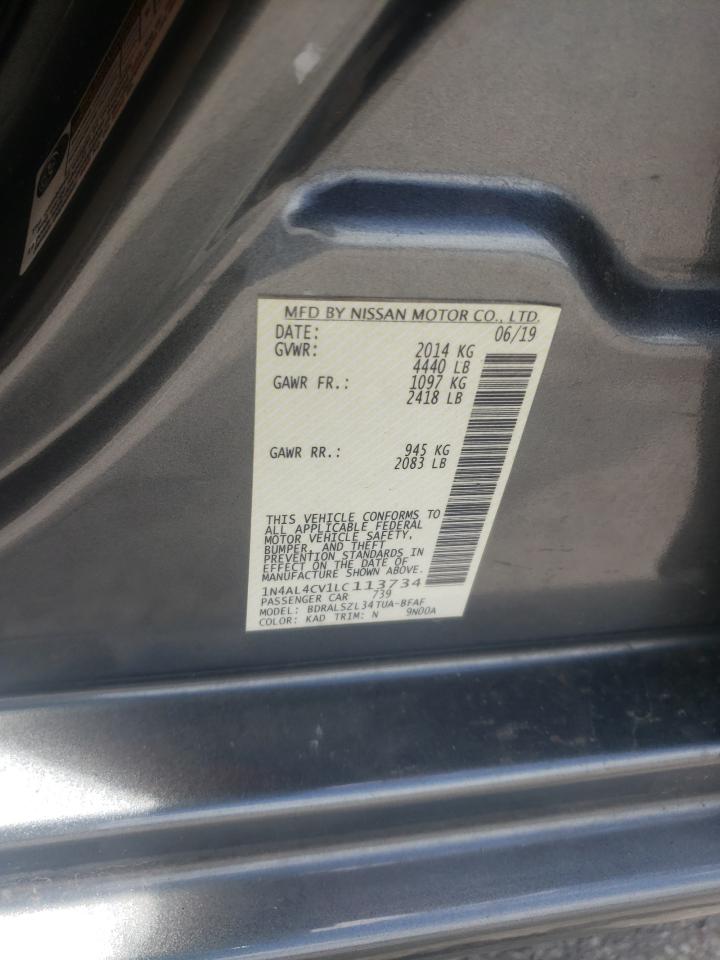 MFD BY NISSAN MOTOR CO., LTD.
DATE: 06/19
GVWR: 2014 KG
4440 LB
GAWR FR.: 1097 KG
2418 LB
GAWR RR.: 945 KG
2083 LB
THIS VEHICLE CONFORMS TO
ALL APPLICABLE FEDERAL
MOTOR VEHICLE SAFETY,
BUMPER, AND THEFT
PREVENTION STANDARDS IN
EFFECT ON THE DATE OF
MANUFACTURE SHOWN ABOVE.
1N4AL4CV1LC113734
PASSENGER CAR 739
MODEL: BDRALSZL34TUA-BFAF
COLOR: KAD TRIM: N 9N00A